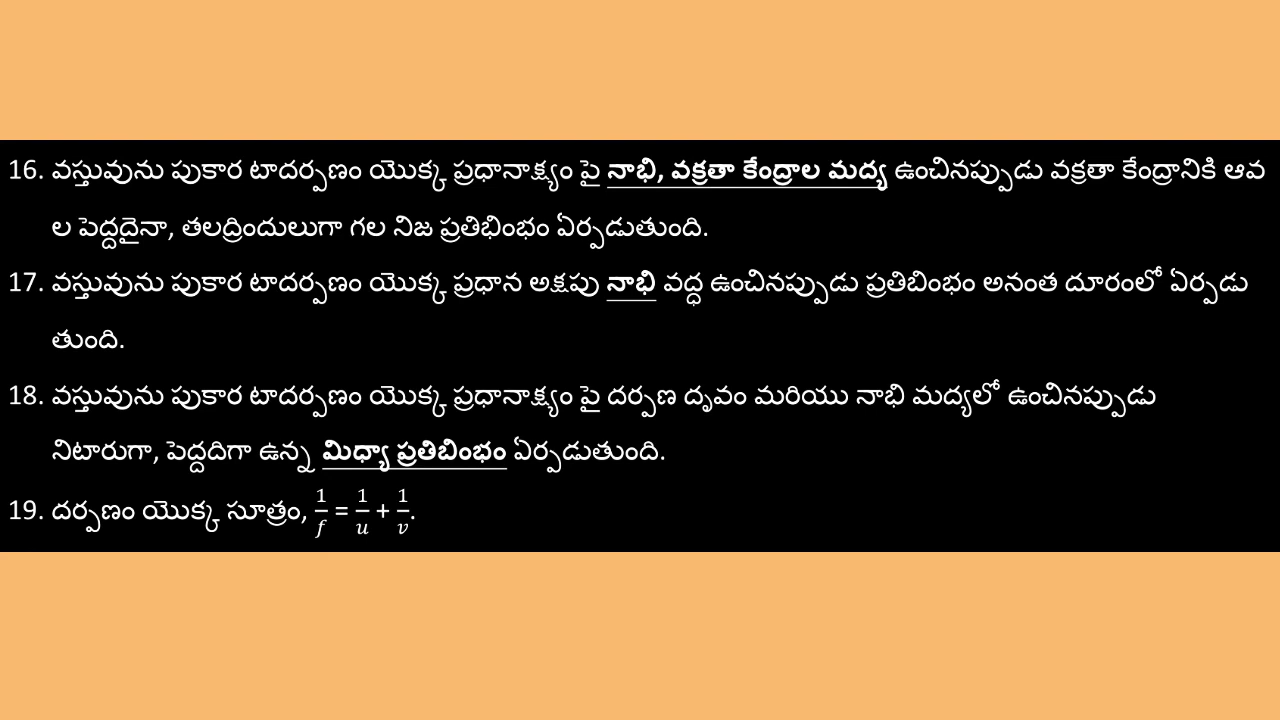 16. వస్తువును పుకార టాదర్పణం యొక్క ప్రధానాక్ష్యం పై నాభి, వక్రతా కేంద్రాల మద్య ఉంచినప్పుడు వక్రతా కేంద్రానికి ఆవ
ల పెద్దదైనా, తలద్రిందులుగా గల నిజ ప్రతిభింభం ఏర్పడుతుంది.
17. వస్తువును పుకార టాదర్పణం యొక్క ప్రధాన అక్షపు నాభి వద్ద ఉంచినప్పుడు ప్రతిబింభం అనంత దూరంలో ఏర్పడు
తుంది.
18. వస్తువును పుకార టాదర్పణం యొక్క ప్రధానాక్ష్యం పై దర్పణ దృవం మరియు నాభి మద్యలో ఉంచినప్పుడు
నిటారుగా, పెద్దదిగా ఉన్న మిధ్యా ప్రతిబింభం ఏర్పడుతుంది.
19. దర్పణం యొక్క సూత్రం, 1/f = 1/u + 1/v.